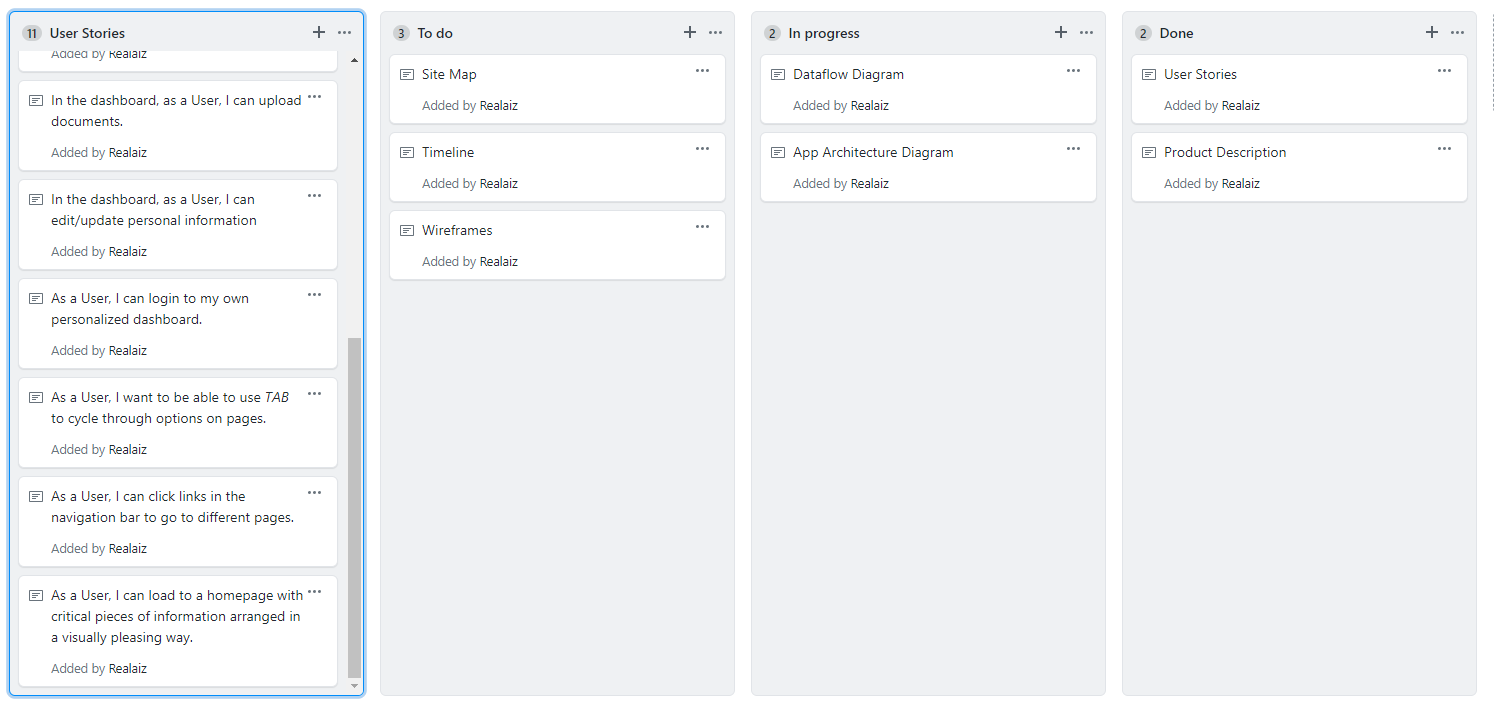 11 User Stories
Added by Realaiz
In the dashboard, as a User, I can upload
documents.
Added by Realaiz
In the dashboard, as a User, I can
edit/update personal information
Added by Realaiz
As a User, I can login to my own
personalized dashboard.
Added by Realaiz
As a User, I want to be able to use TAB
to cycle through options on pages.
Added by Realaiz
As a User, I can click links in the
navigation bar to go to different pages.
Added by Realaiz
As a User, I can load to a homepage with
critical pieces of information arranged in
a visually pleasing way.
Added by Realaiz
3 To do
Site Map
Added by Realaiz
Timeline
Added by Realaiz
Wireframes
Added by Realaiz
2 In progress
Dataflow Diagram
Added by Realaiz
App Architecture Diagram
Added by Realaiz
2 Done
User Stories
Added by Realaiz
Product Description
Added by Realaiz